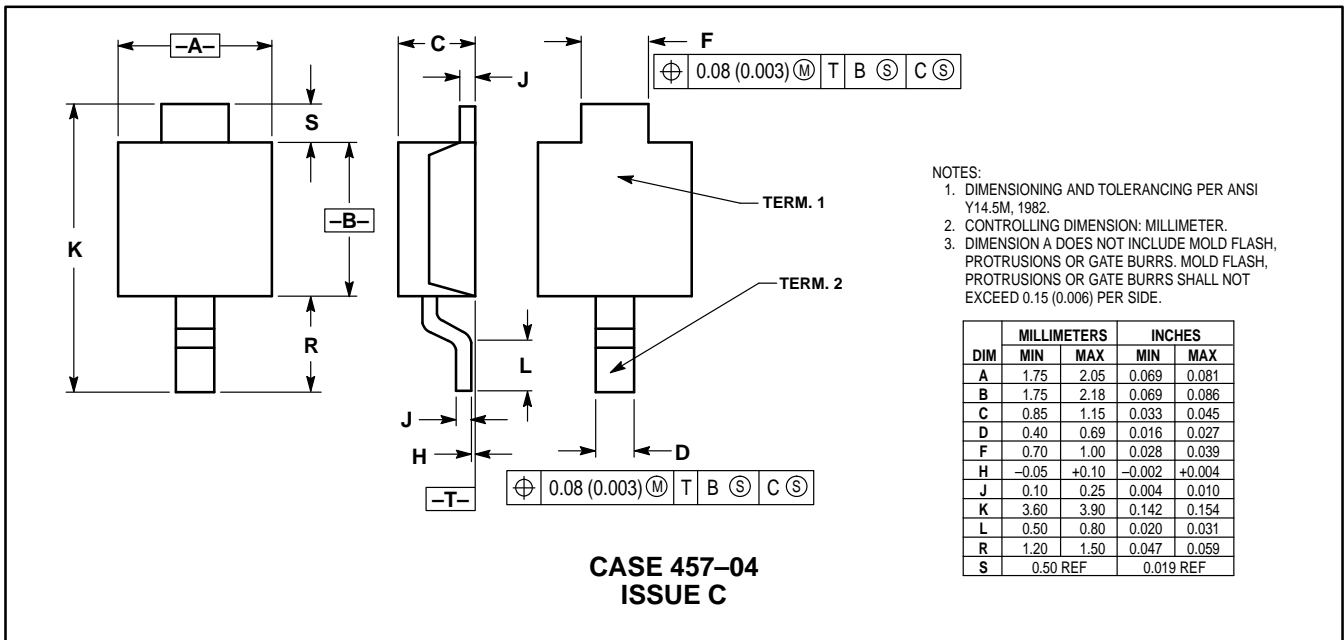 –A–
C
F
⌖ 0.08 (0.003) Ⓜ T B Ⓢ C Ⓢ
J
S
K
–B–
TERM. 1
TERM. 2
R
L
J
H
D
–T–
⌖ 0.08 (0.003) Ⓜ T B Ⓢ C Ⓢ
CASE 457–04
ISSUE C
NOTES:
1. DIMENSIONING AND TOLERANCING PER ANSI
Y14.5M, 1982.
2. CONTROLLING DIMENSION: MILLIMETER.
3. DIMENSION A DOES NOT INCLUDE MOLD FLASH,
PROTRUSIONS OR GATE BURRS. MOLD FLASH,
PROTRUSIONS OR GATE BURRS SHALL NOT
EXCEED 0.15 (0.006) PER SIDE.
MILLIMETERS INCHES
DIM MIN MAX MIN MAX
A 1.75 2.05 0.069 0.081
B 1.75 2.18 0.069 0.086
C 0.85 1.15 0.033 0.045
D 0.40 0.69 0.016 0.027
F 0.70 1.00 0.028 0.039
H –0.05 +0.10 –0.002 +0.004
J 0.10 0.25 0.004 0.010
K 3.60 3.90 0.142 0.154
L 0.50 0.80 0.020 0.031
R 1.20 1.50 0.047 0.059
S 0.50 REF 0.019 REF